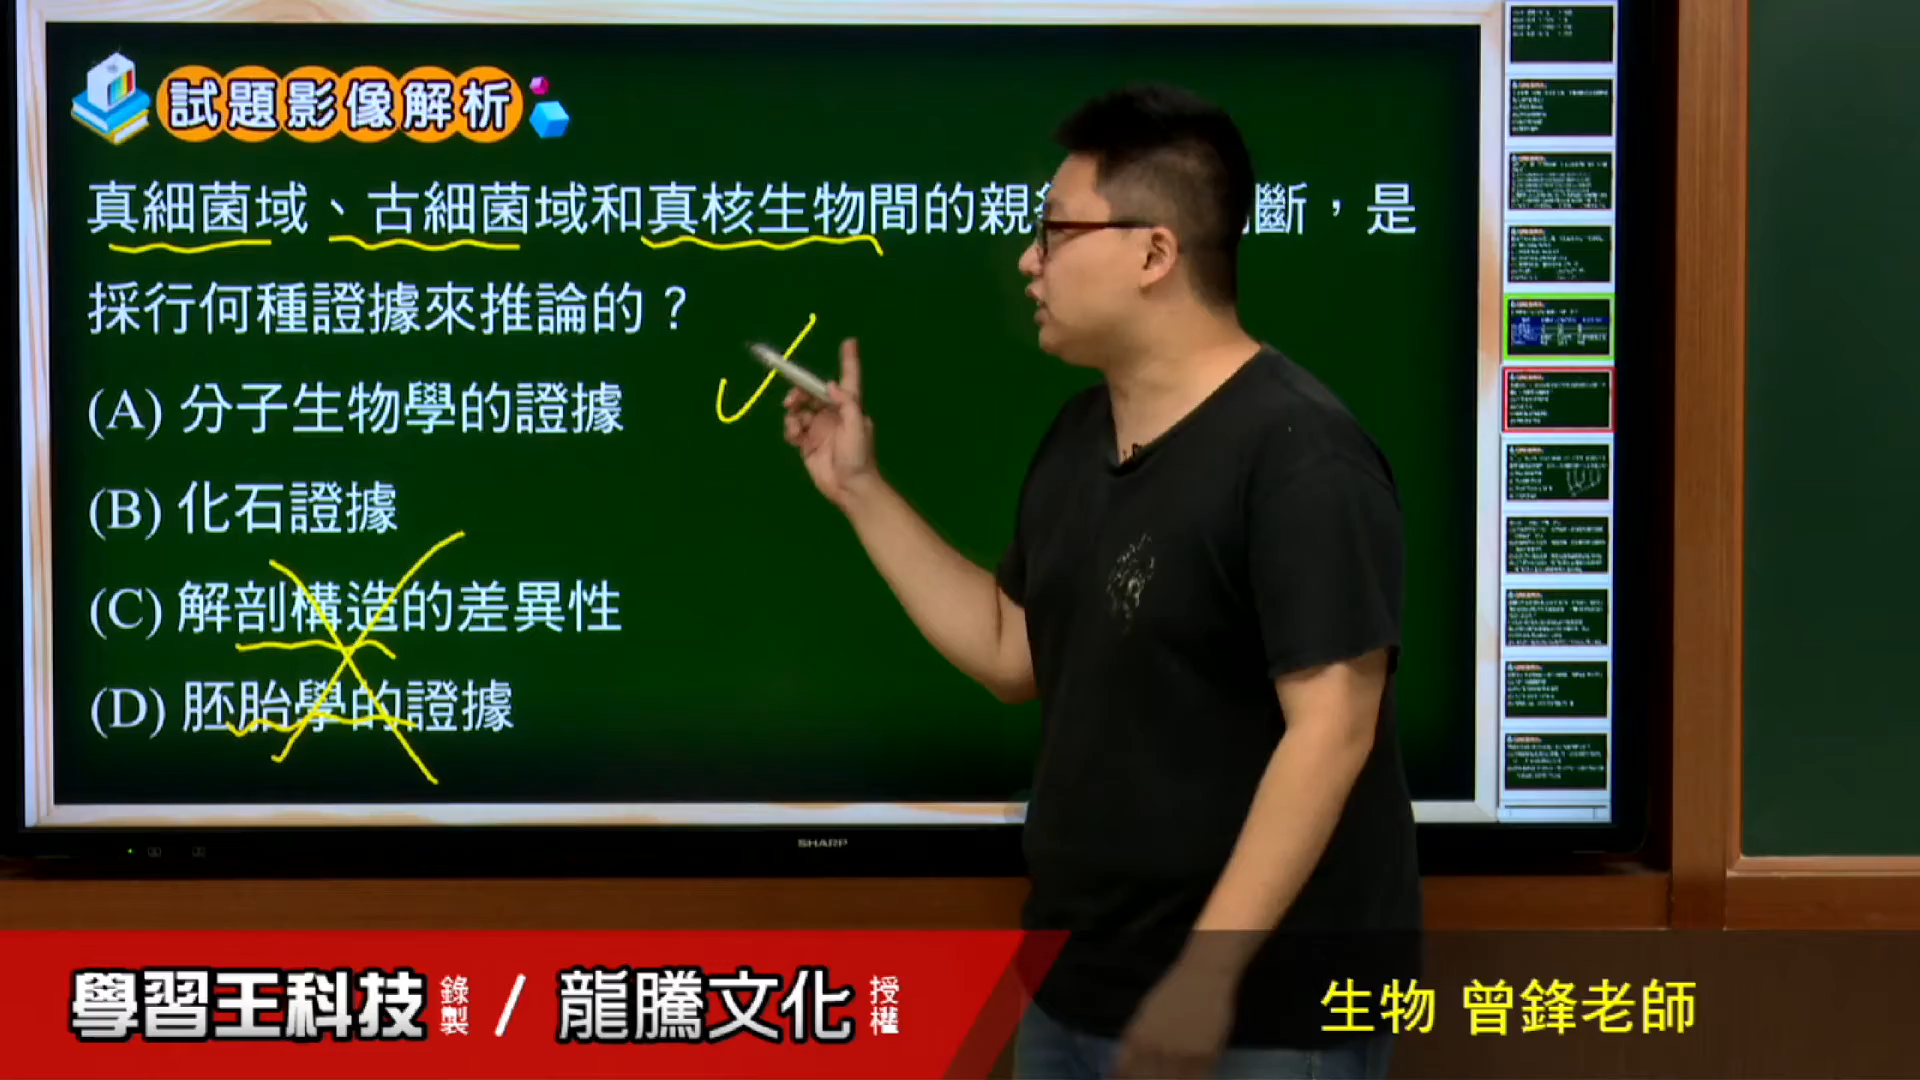 試題影像解析
真細菌域、古細菌域和真核生物間的親 斷，是
採行何種證據來推論的？
(A) 分子生物學的證據
(B) 化石證據
(C) 解剖構造的差異性
(D) 胚胎學的證據
SHARP
學習王科技 錄製 / 龍騰文化 授權
生物 曾鋒老師